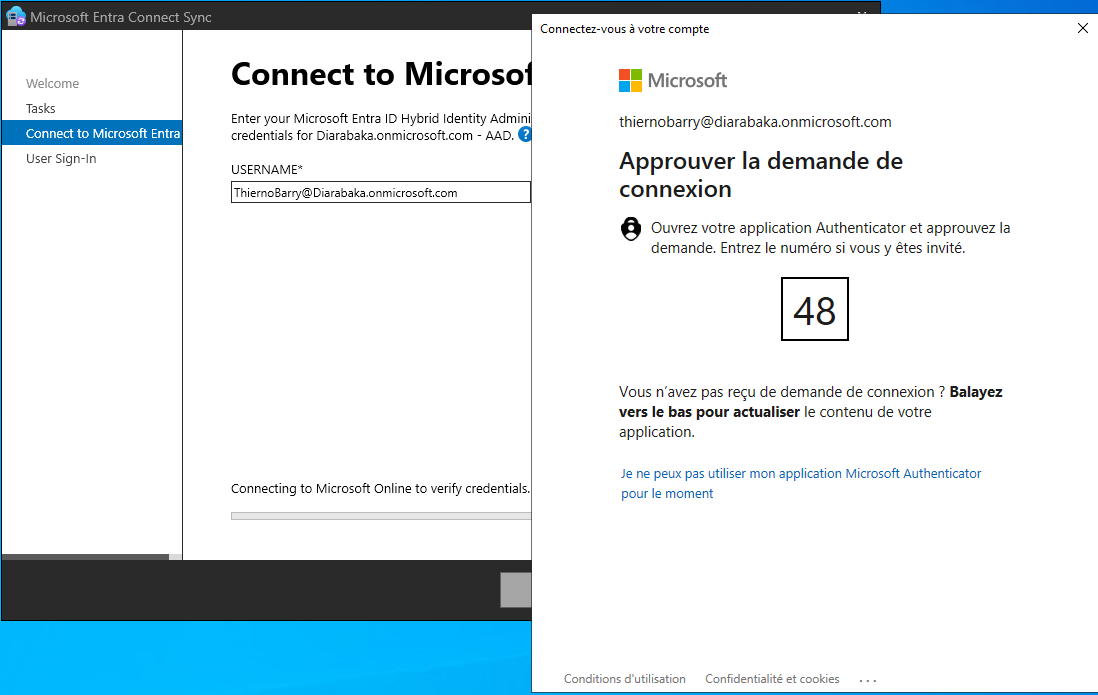 Microsoft Entra Connect Sync
Welcome
Tasks
Connect to Microsoft Entra
User Sign-In
Connect to Microsof
Enter your Microsoft Entra ID Hybrid Identity Admini
credentials for Diarabaka.onmicrosoft.com - AAD. ?
USERNAME*
ThiernoBarry@Diarabaka.onmicrosoft.com
Connecting to Microsoft Online to verify credentials.
Connectez-vous à votre compte
Microsoft
thiernobarry@diarabaka.onmicrosoft.com
Approuver la demande de
connexion
Ouvrez votre application Authenticator et approuvez la
demande. Entrez le numéro si vous y êtes invité.
48
Vous n’avez pas reçu de demande de connexion ? Balayez
vers le bas pour actualiser le contenu de votre
application.
Je ne peux pas utiliser mon application Microsoft Authenticator
pour le moment
Conditions d'utilisation Confidentialité et cookies ...